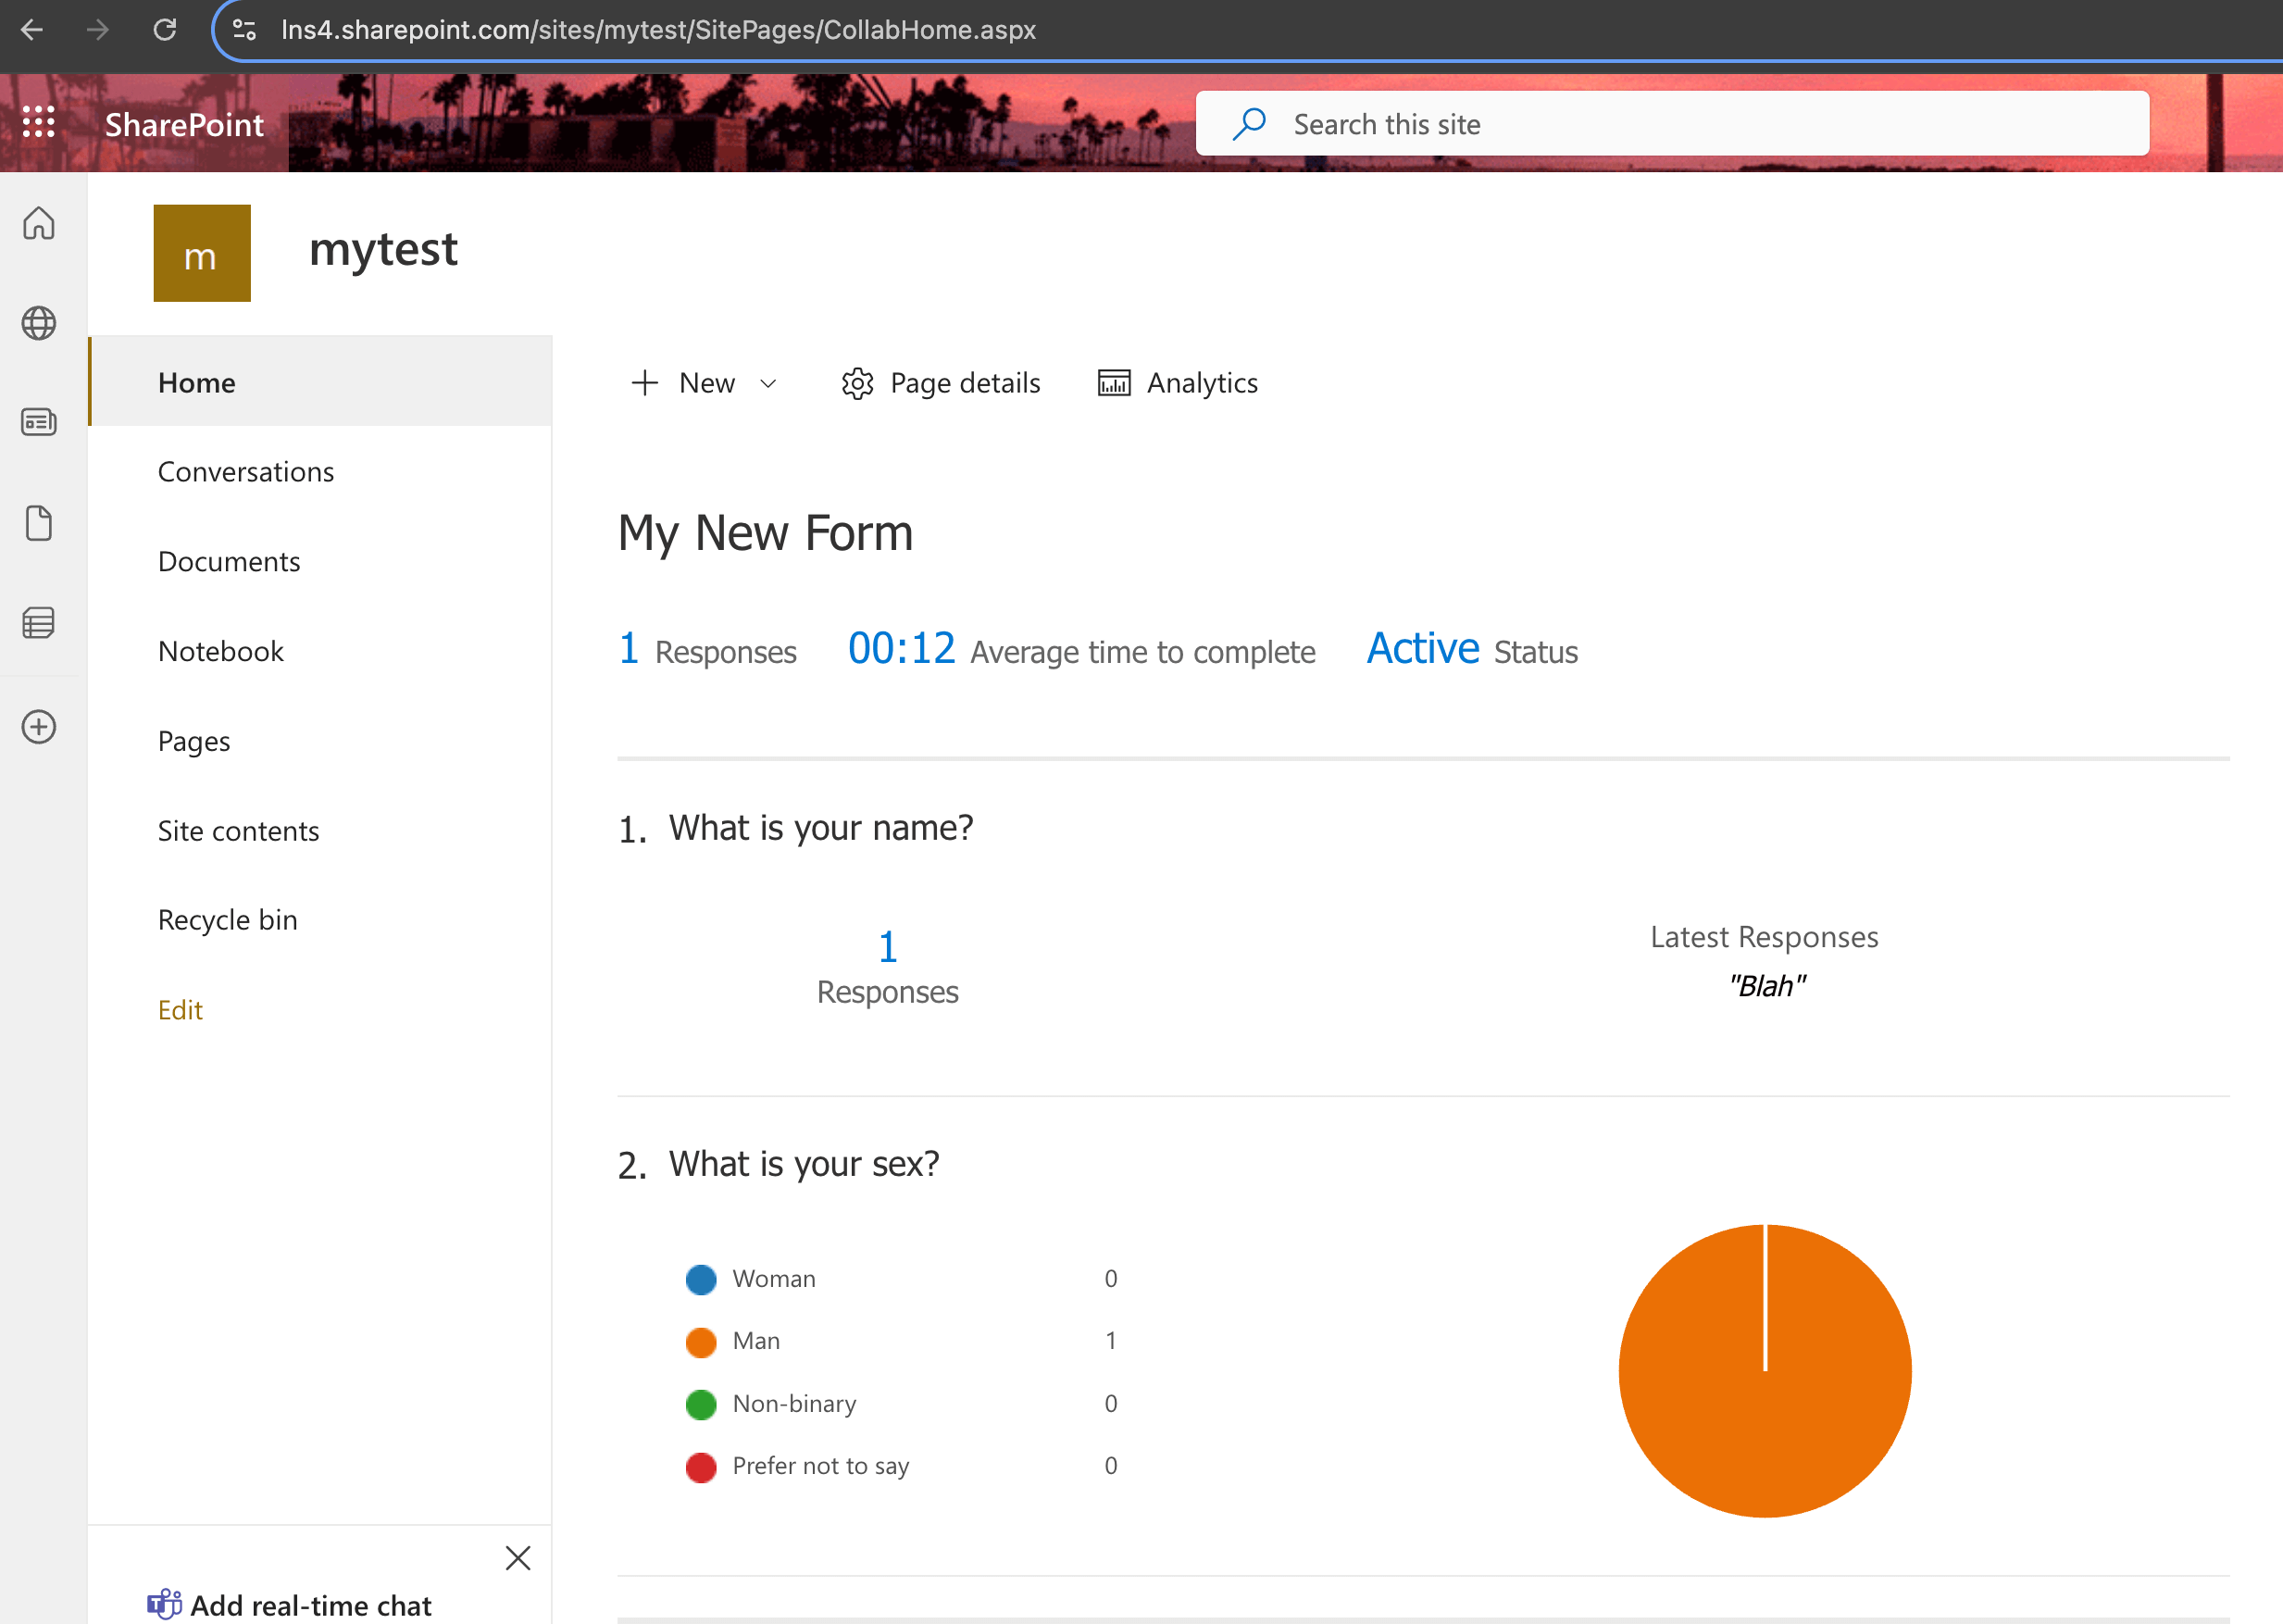 lns4.sharepoint.com/sites/mytest/SitePages/CollabHome.aspx
SharePoint
Search this site
m
mytest
Home
Conversations
Documents
Notebook
Pages
Site contents
Recycle bin
Edit
New
Page details
Analytics
My New Form
1 Responses 00:12 Average time to complete Active Status
1. What is your name?
1
Responses
Latest Responses
"Blah"
2. What is your sex?
Woman 0
Man 1
Non-binary 0
Prefer not to say 0
Add real-time chat